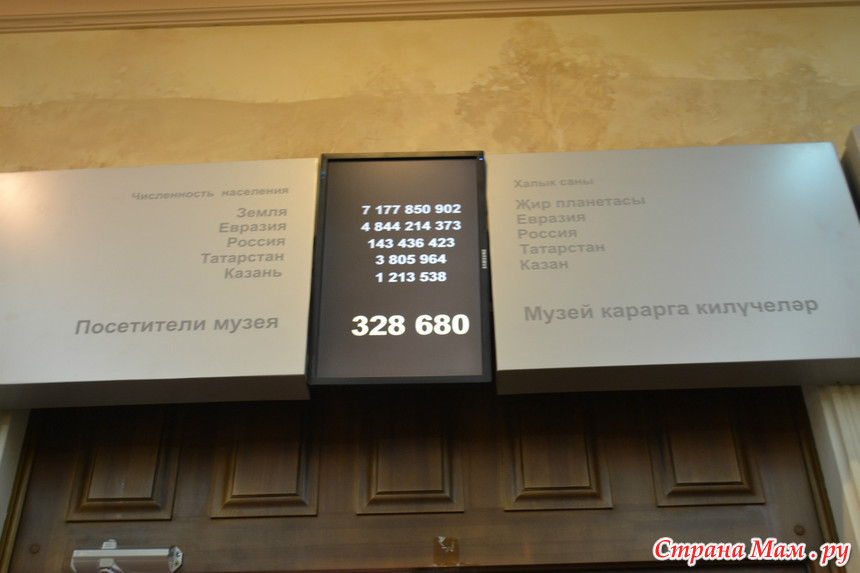 Численность населения
Земля
Евразия
Россия
Татарстан
Казань
Посетители музея
7 177 850 902
4 844 214 373
143 436 423
3 805 964
1 213 538
328 680
SAMSUNG
Халык саны
Җир планетасы
Евразия
Россия
Татарстан
Казан
Музей карарга килүчеләр
Страна Мам.ру